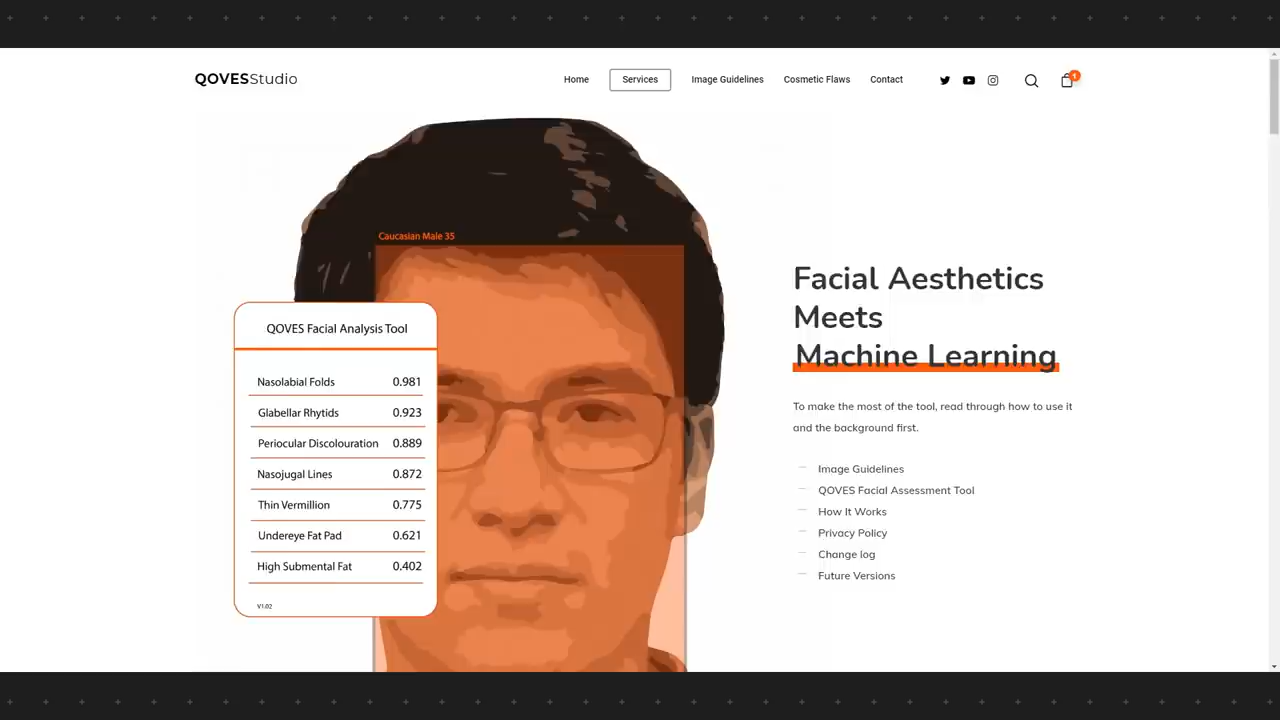 QOVESStudio
Home
Services
Image Guidelines
Cosmetic Flaws
Contact
1
Caucasian Male 35
QOVES Facial Analysis Tool
Nasolabial Folds 0.981
Glabellar Rhytids 0.923
Periocular Discolouration 0.889
Nasojugal Lines 0.872
Thin Vermillion 0.775
Undereye Fat Pad 0.621
High Submental Fat 0.402
V1.02
Facial Aesthetics
Meets
Machine Learning
To make the most of the tool, read through how to use it
and the background first.
Image Guidelines
QOVES Facial Assessment Tool
How It Works
Privacy Policy
Change log
Future Versions